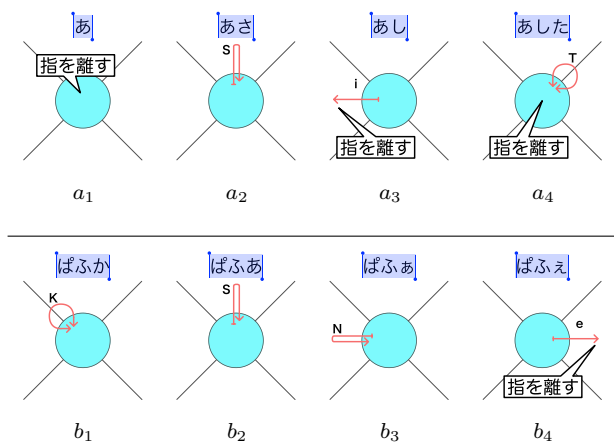 あ あさ あし あした
指を離す S i T
指を離す 指を離す
a1 a2 a3 a4
ぱふか ぱふあ ぱふぁ ぱふぇ
K S N e
指を離す
b1 b2 b3 b4